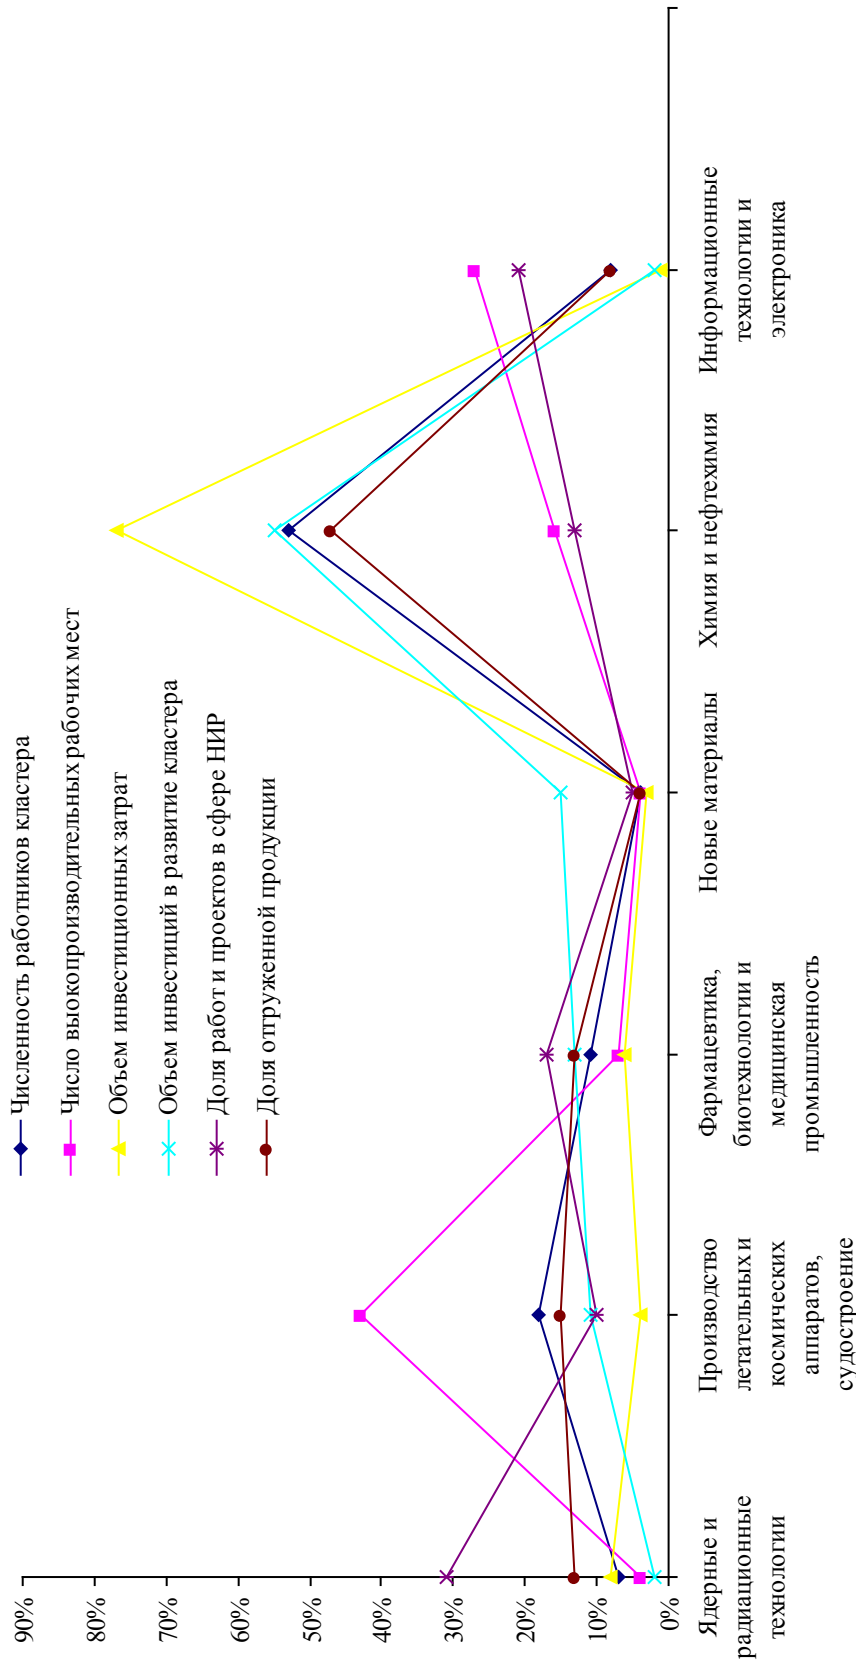 Численность работников кластера
Число выокопроизводительных рабочих мест
Объем инвестиционных затрат
Объем инвестиций в развитие кластера
Доля работ и проектов в сфере НИР
Доля отгруженной продукции
90%
80%
70%
60%
50%
40%
30%
20%
10%
0%
Ядерные и
радиационные
технологии
Производство
летательных и
космических
аппаратов,
судостроение
Фармацевтика,
биотехнологии и
медицинская
промышленность
Новые материалы
Химия и нефтехимия
Информационные
технологии и
электроника